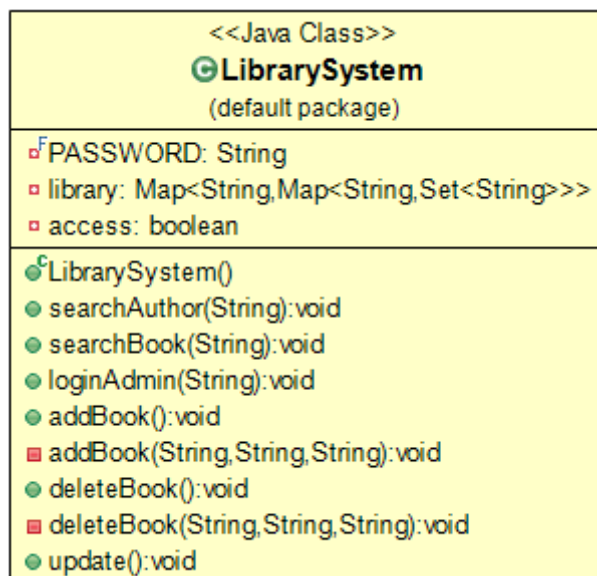 <<Java Class>>
C LibrarySystem
(default package)
F PASSWORD: String
library: Map<String,Map<String,Set<String>>>
access: boolean
C LibrarySystem()
searchAuthor(String):void
searchBook(String):void
loginAdmin(String):void
addBook():void
addBook(String,String,String):void
deleteBook():void
deleteBook(String,String,String):void
update():void